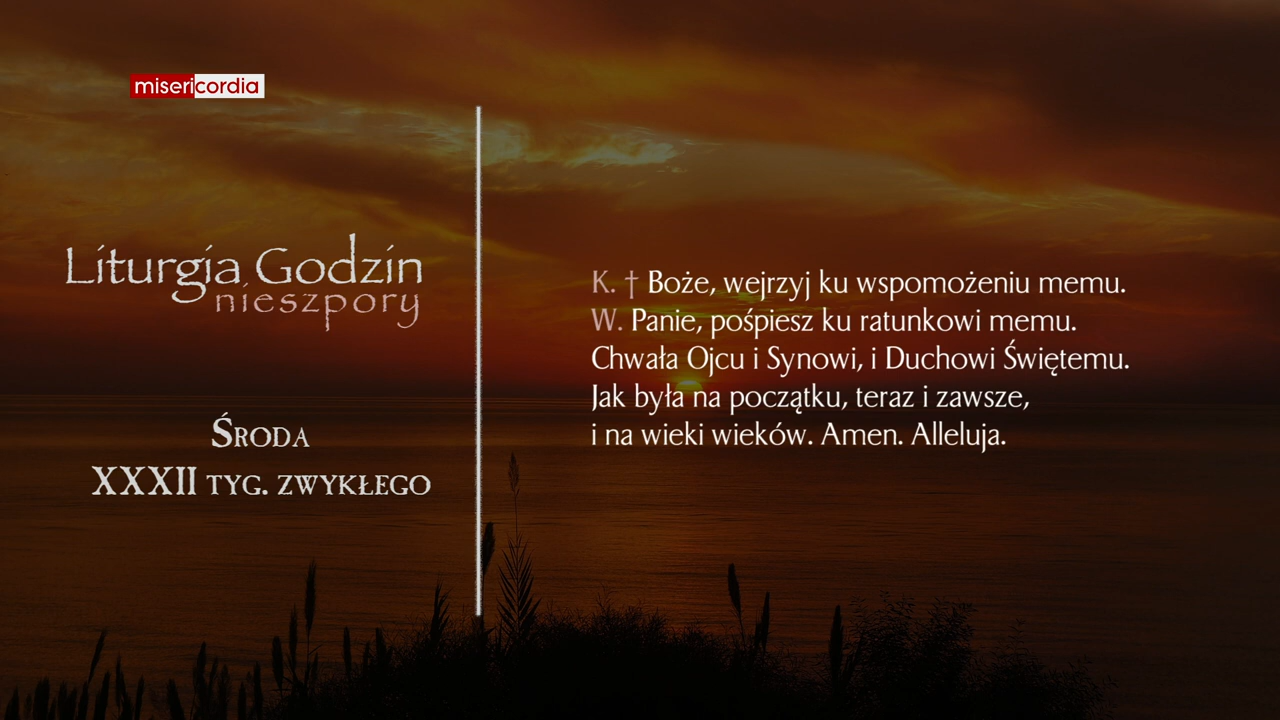 misericordia
Liturgia Godzin
nieszpory
Środa
XXXII tyg. zwykłego
K. † Boże, wejrzyj ku wspomożeniu memu.
W. Panie, pośpiesz ku ratunkowi memu.
Chwała Ojcu i Synowi, i Duchowi Świętemu.
Jak była na początku, teraz i zawsze,
i na wieki wieków. Amen. Alleluja.